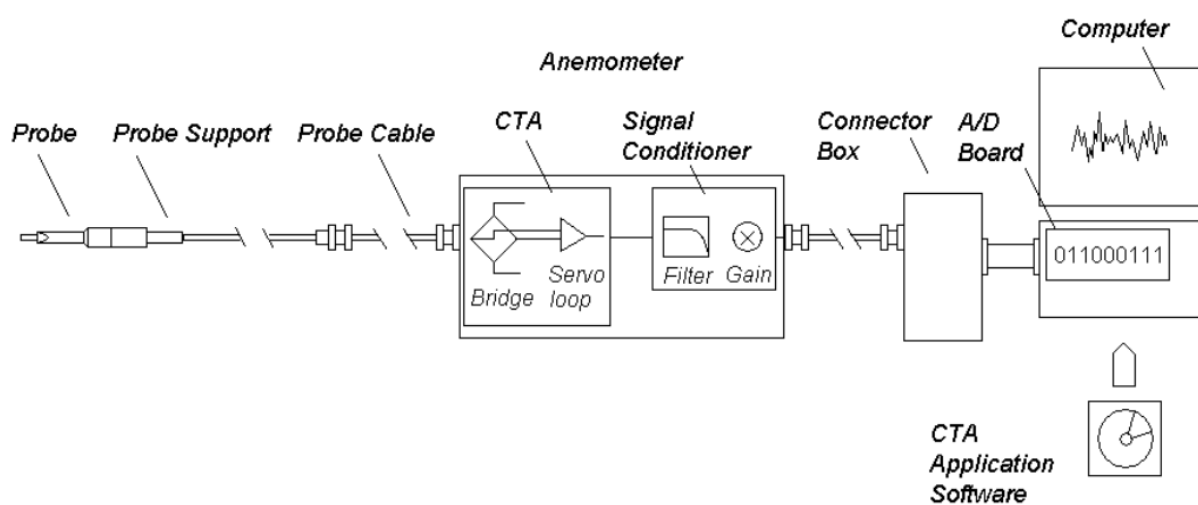 Computer
Anemometer
Probe
Probe Support
Probe Cable
CTA
Signal
Conditioner
Connector
Box
A/D
Board
011000111
Bridge
Servo
loop
Filter
Gain
CTA
Application
Software